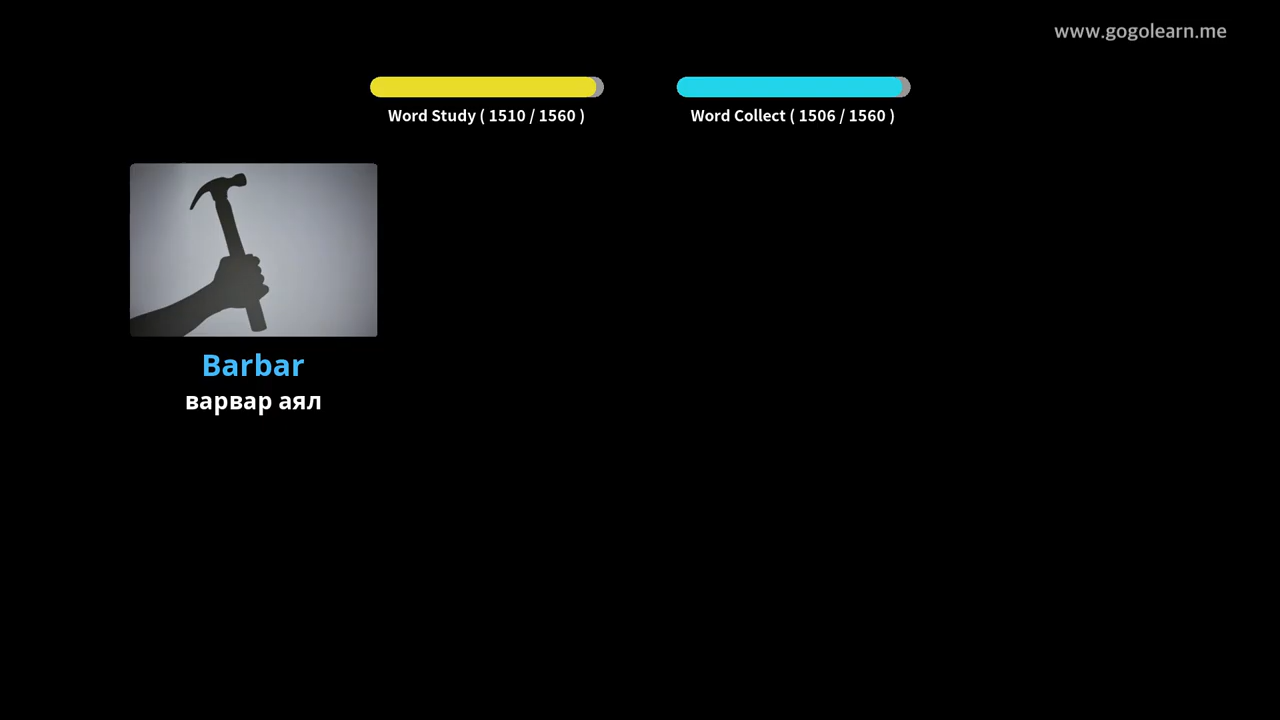 www.gogolearn.me
Word Study ( 1510 / 1560 )
Word Collect ( 1506 / 1560 )
Barbar
варвар аял